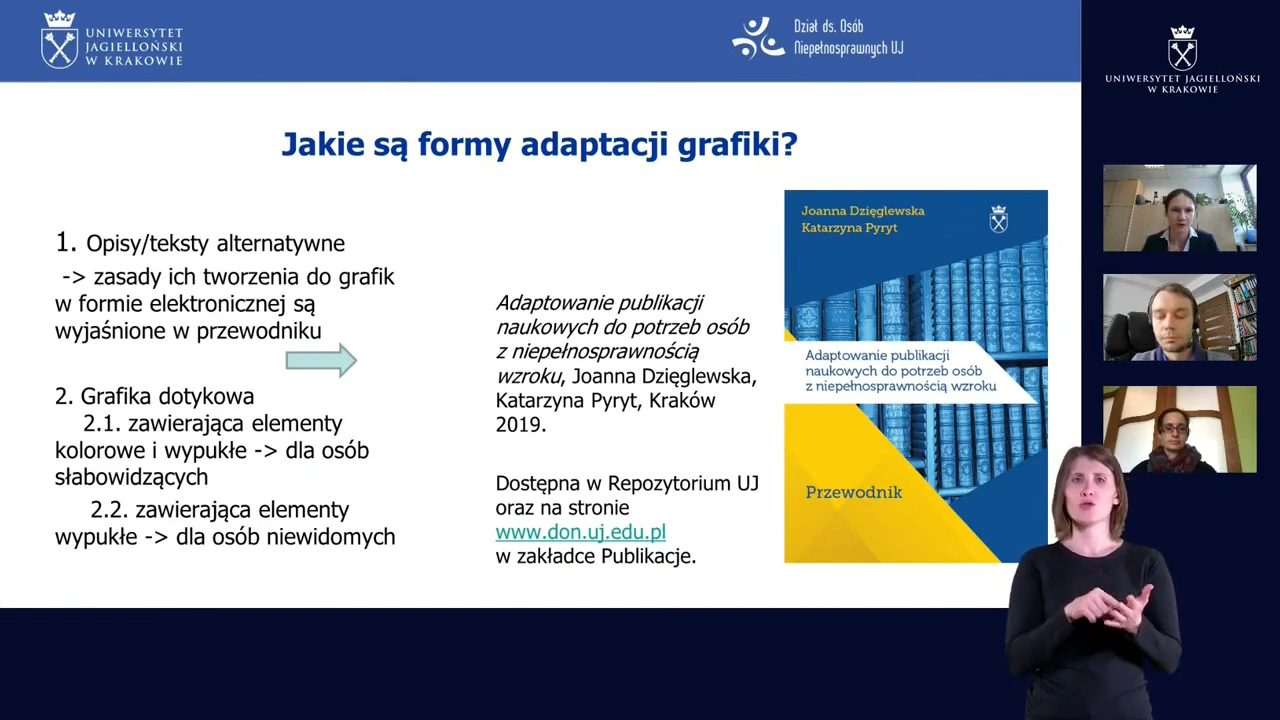 UNIWERSYTET
JAGIELLOŃSKI
W KRAKOWIE
Dział ds. Osób
Niepełnosprawnych UJ
UNIWERSYTET JAGIELLOŃSKI
W KRAKOWIE
Jakie są formy adaptacji grafiki?
1. Opisy/teksty alternatywne
-> zasady ich tworzenia do grafik
w formie elektronicznej są
wyjaśnione w przewodniku
2. Grafika dotykowa
2.1. zawierająca elementy
kolorowe i wypukłe -> dla osób
słabowidzących
2.2. zawierająca elementy
wypukłe -> dla osób niewidomych
Adaptowanie publikacji
naukowych do potrzeb osób
z niepełnosprawnością
wzroku, Joanna Dzięglewska,
Katarzyna Pyryt, Kraków
2019.
Dostępna w Repozytorium UJ
oraz na stronie
www.don.uj.edu.pl
w zakładce Publikacje.
Joanna Dzięglewska
Katarzyna Pyryt
Adaptowanie publikacji
naukowych do potrzeb osób
z niepełnosprawnością wzroku
Przewodnik